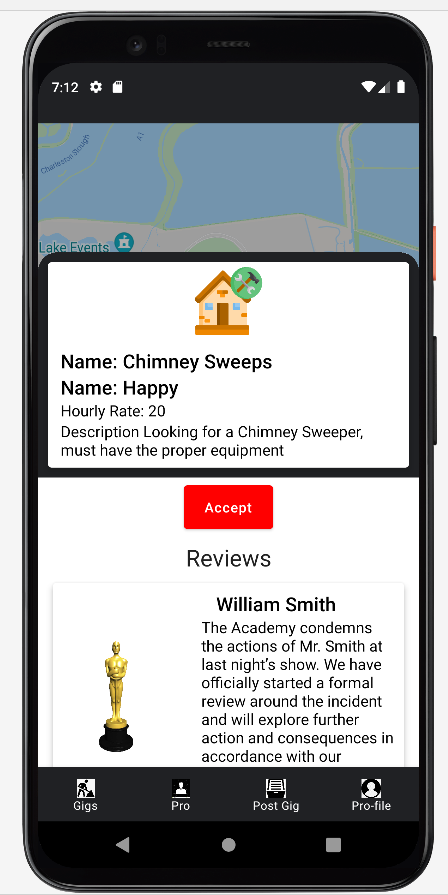 7:12
Charleston Slough
A1
Lake Events
Name: Chimney Sweeps
Name: Happy
Hourly Rate: 20
Description Looking for a Chimney Sweeper,
must have the proper equipment
Accept
Reviews
William Smith
The Academy condemns
the actions of Mr. Smith at
last night’s show. We have
officially started a formal
review around the incident
and will explore further
action and consequences in
accordance with our
Gigs
Pro
Post Gig
Pro-file